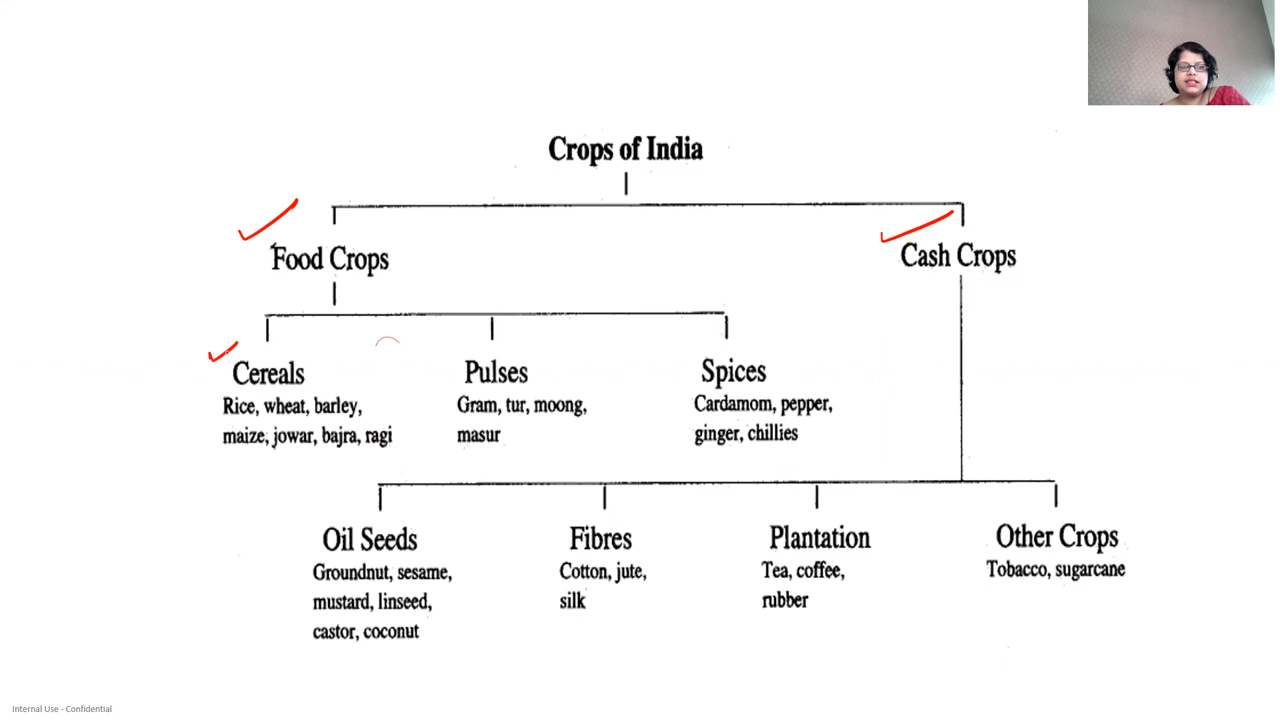 Crops of India
Food Crops
Cash Crops
Cereals
Rice, wheat, barley,
maize, jowar, bajra, ragi
Pulses
Gram, tur, moong,
masur
Spices
Cardamom, pepper,
ginger, chillies
Oil Seeds
Groundnut, sesame,
mustard, linseed,
castor, coconut
Fibres
Cotton, jute,
silk
Plantation
Tea, coffee,
rubber
Other Crops
Tobacco, sugarcane
Internal Use - Confidential